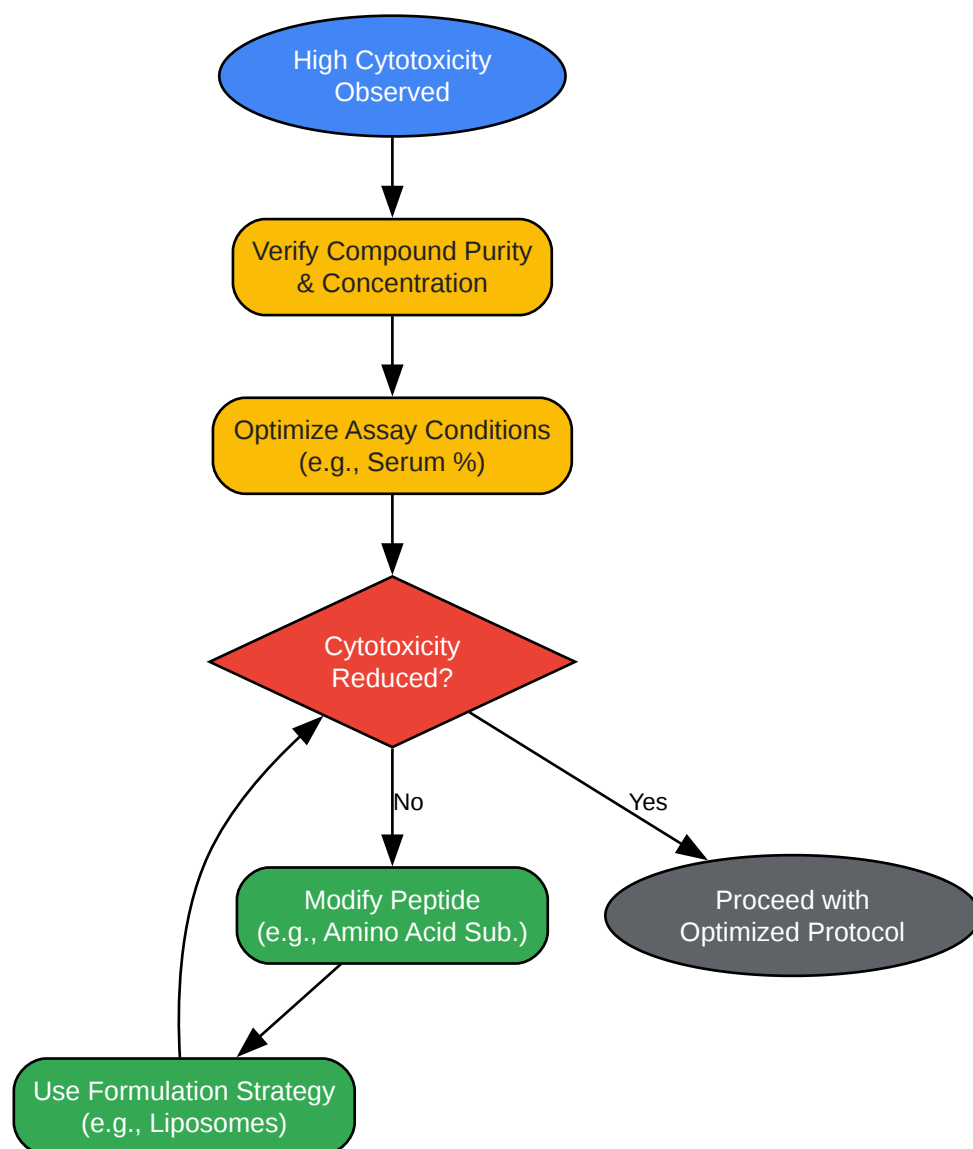 High Cytotoxicity
Observed
Verify Compound Purity
& Concentration
Optimize Assay Conditions
(e.g., Serum %)
Cytotoxicity
Reduced?
No
Yes
Modify Peptide
(e.g., Amino Acid Sub.)
Proceed with
Optimized Protocol
Use Formulation Strategy
(e.g., Liposomes)